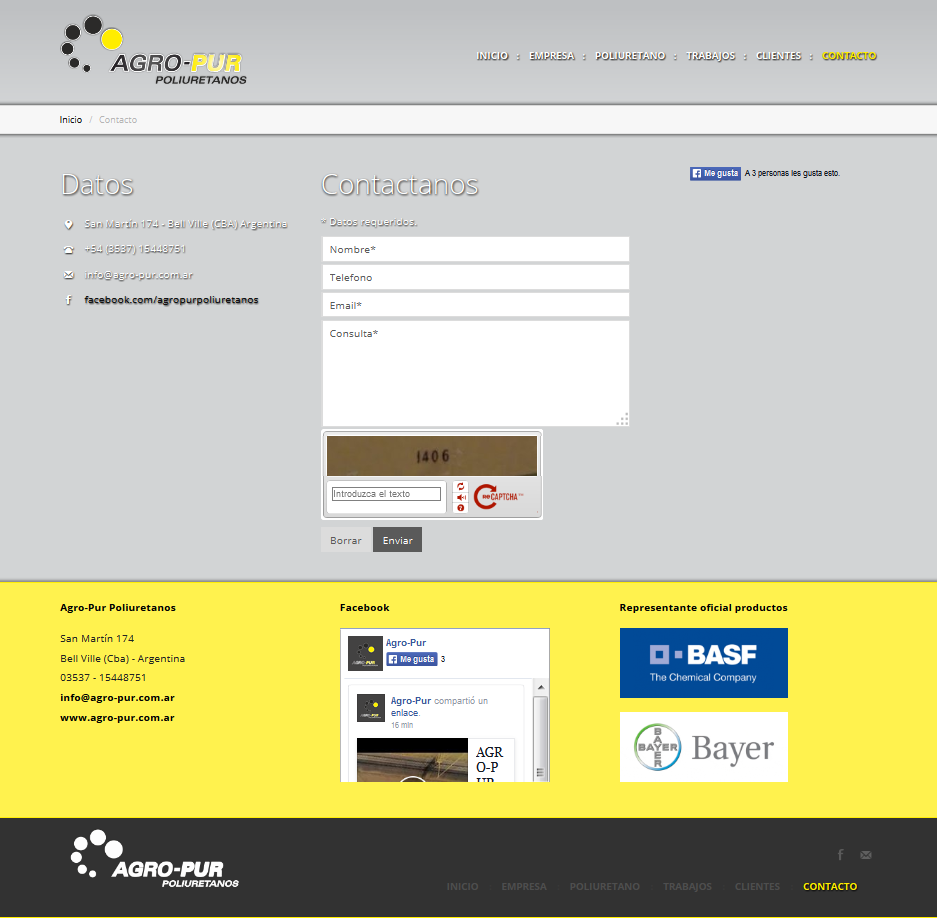 AGRO-PUR
POLIURETANOS
INICIO : EMPRESA : POLIURETANO : TRABAJOS : CLIENTES : CONTACTO
Inicio / Contacto
Datos
San Martín 174 - Bell Ville (CBA) Argentina
+54 (3537) 15448751
info@agro-pur.com.ar
facebook.com/agropurpoliuretanos
Contactanos
* Datos requeridos.
Nombre*
Telefono
Email*
Consulta*
1406
Introduzca el texto
reCAPTCHA™
Borrar Enviar
Me gusta A 3 personas les gusta esto.
Agro-Pur Poliuretanos
San Martín 174
Bell Ville (Cba) - Argentina
03537 - 15448751
info@agro-pur.com.ar
www.agro-pur.com.ar
Facebook
Agro-Pur
Me gusta 3
Agro-Pur compartió un
enlace.
16 min
AGR
O-P
UR
Representante oficial productos
BASF
The Chemical Company
BAYER
BAYER
Bayer
AGRO-PUR
POLIURETANOS
INICIO EMPRESA POLIURETANO TRABAJOS CLIENTES CONTACTO